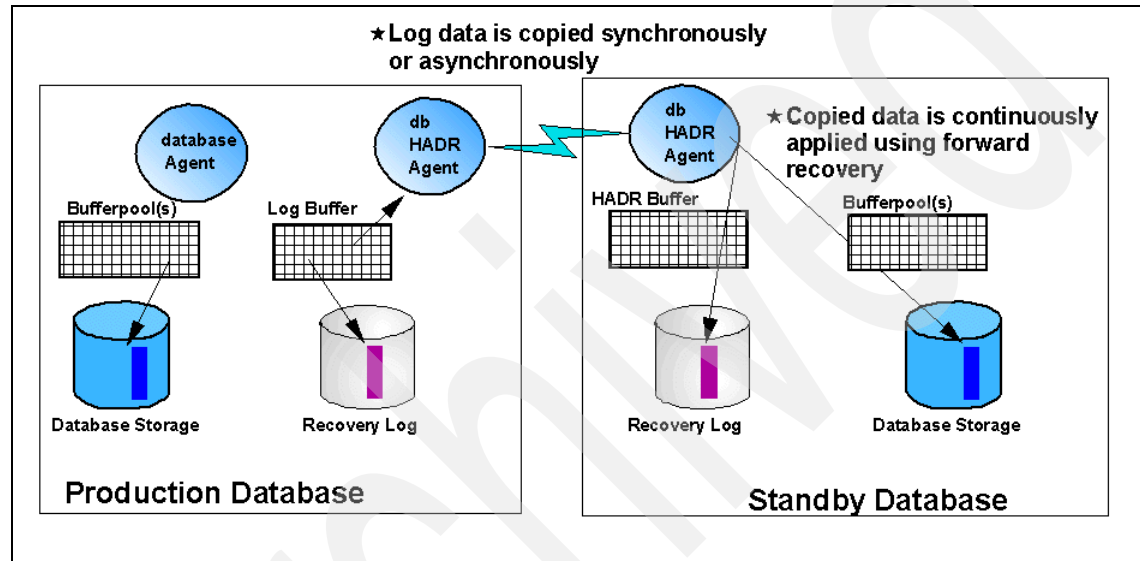 ★Log data is copied synchronously
or asynchronously
database
Agent
db
HADR
Agent
Bufferpool(s)
Log Buffer
Database Storage
Recovery Log
Production Database
db
HADR
Agent
★Copied data is continuously
applied using forward
recovery
HADR Buffer
Bufferpool(s)
Recovery Log
Database Storage
Standby Database